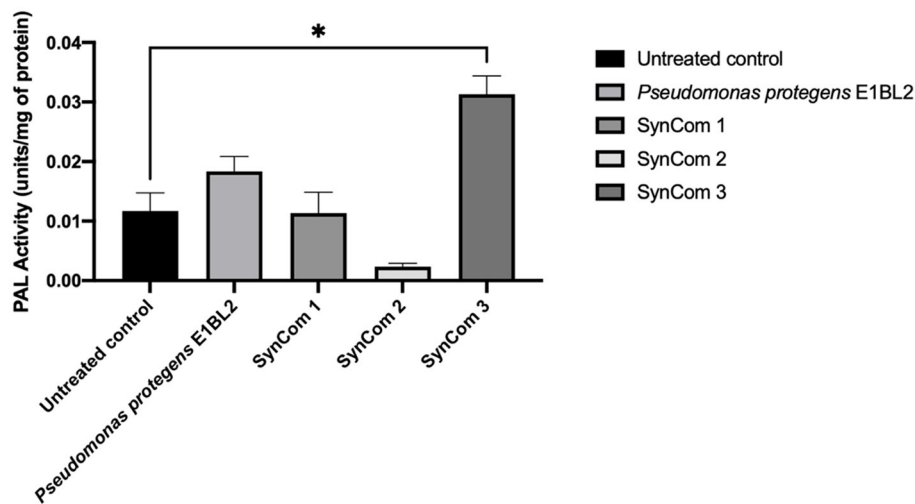 *
0.04
0.03
0.02
0.01
0.00
PAL Activity (units/mg of protein)
Untreated control
Pseudomonas protegens E1BL2
SynCom 1
SynCom 2
SynCom 3
Untreated control
Pseudomonas protegens E1BL2
SynCom 1
SynCom 2
SynCom 3